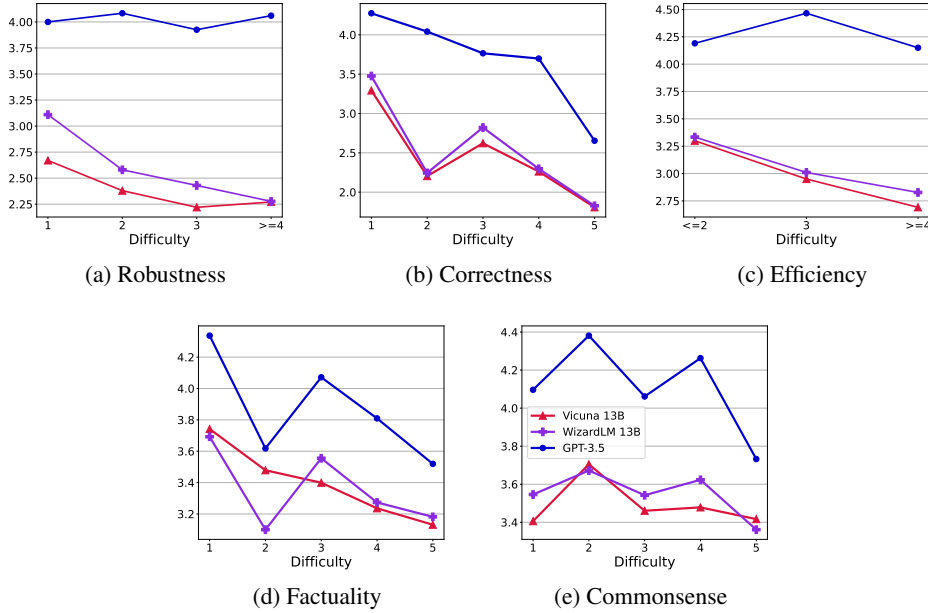 4.00
3.75
3.50
3.25
3.00
2.75
2.50
2.25
1 2 3 >=4
Difficulty
(a) Robustness
4.0
3.5
3.0
2.5
2.0
1 2 3 4 5
Difficulty
(b) Correctness
4.50
4.25
4.00
3.75
3.50
3.25
3.00
2.75
<=2 3 >=4
Difficulty
(c) Efficiency
4.2
4.0
3.8
3.6
3.4
3.2
1 2 3 4 5
Difficulty
(d) Factuality
4.4
4.2
4.0
3.8
3.6
3.4
Vicuna 13B
WizardLM 13B
GPT-3.5
1 2 3 4 5
Difficulty
(e) Commonsense